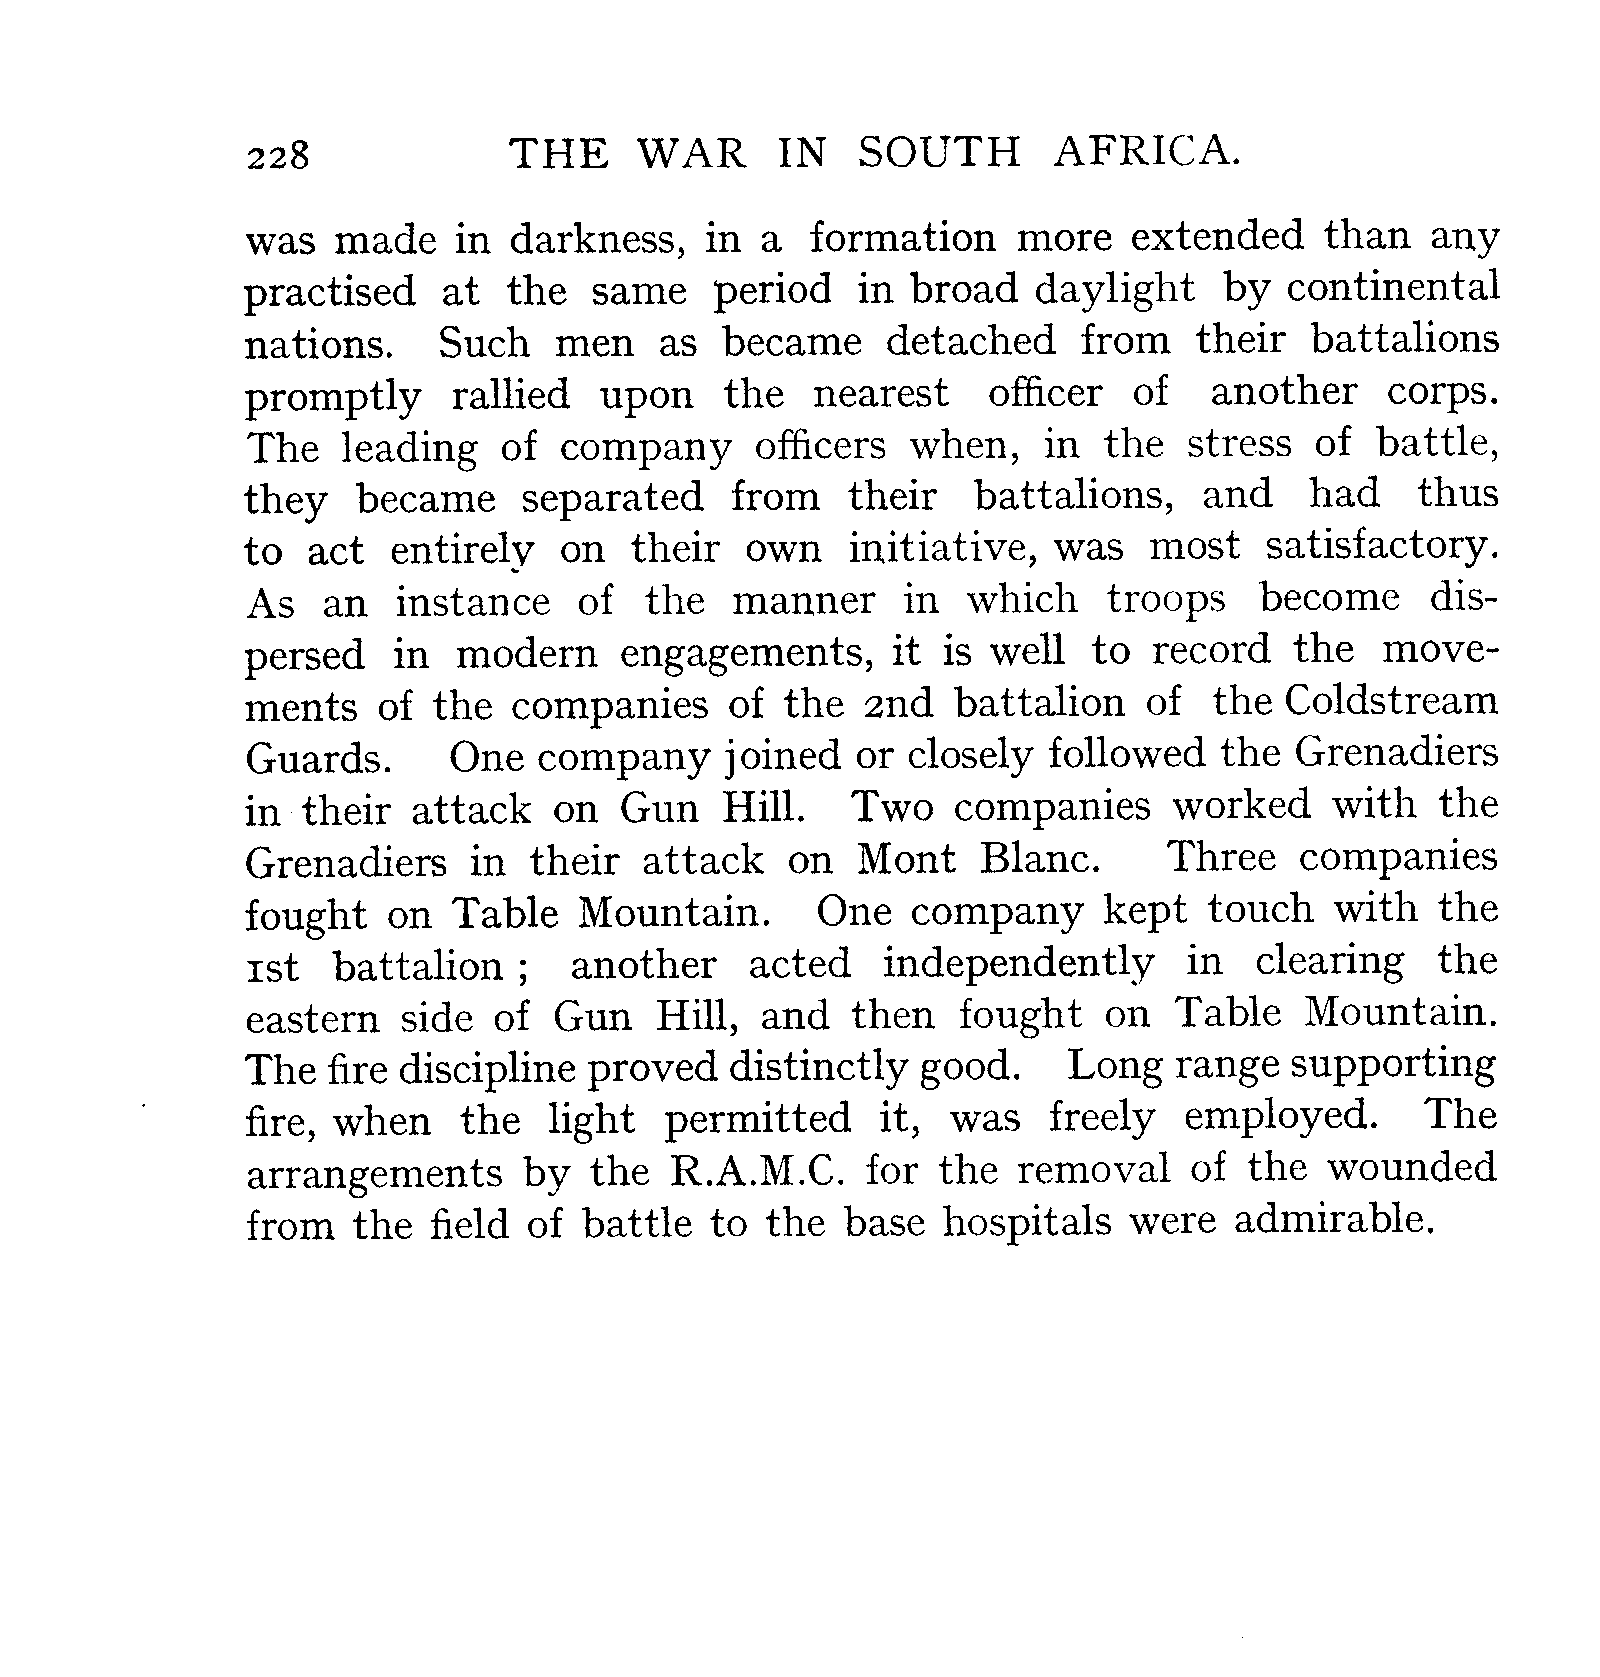 228 THE WAR IN SOUTH AFRICA.
was made in darkness, in a formation more extended than any
practised at the same period in broad daylight by continental
nations. Such men as became detached from their battalions
promptly rallied upon the nearest officer of another corps.
The leading of company officers when, in the stress of battle,
they became separated from their battalions, and had thus
to act entirely on their own initiative, was most satisfactory.
As an instance of the manner in which troops become dis-
persed in modern engagements, it is well to record the move-
ments of the companies of the 2nd battalion of the Coldstream
Guards. One company joined or closely followed the Grenadiers
in their attack on Gun Hill. Two companies worked with the
Grenadiers in their attack on Mont Blanc. Three companies
fought on Table Mountain. One company kept touch with the
1st battalion ; another acted independently in clearing the
eastern side of Gun Hill, and then fought on Table Mountain.
The fire discipline proved distinctly good. Long range supporting
fire, when the light permitted it, was freely employed. The
arrangements by the R.A.M.C. for the removal of the wounded
from the field of battle to the base hospitals were admirable.